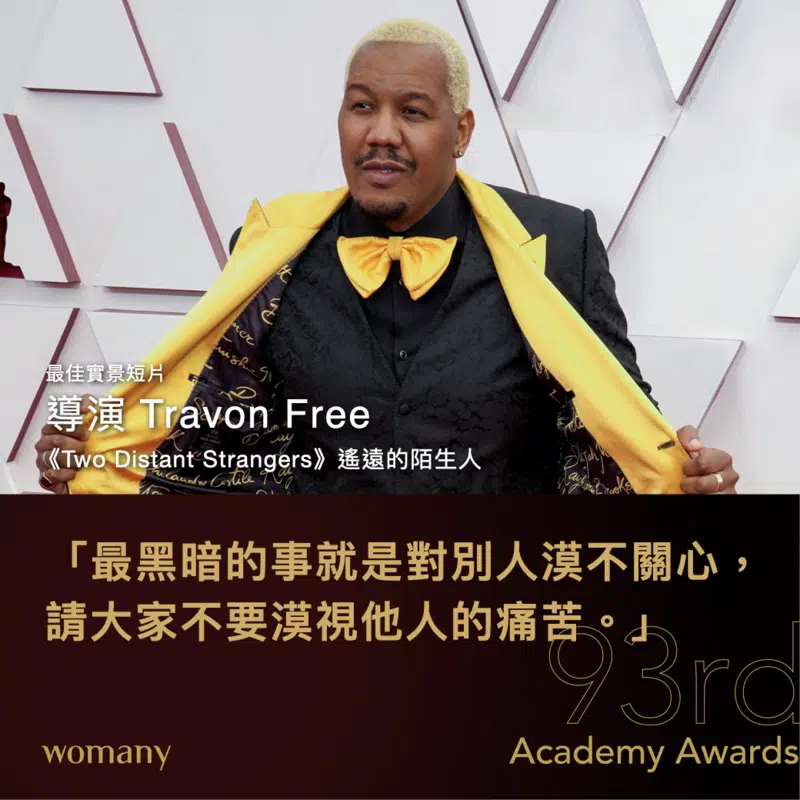 最佳實景短片
導演 Travon Free
《Two Distant Strangers》遙遠的陌生人
「最黑暗的事就是對別人漠不關心，
請大家不要漠視他人的痛苦。」
93rd
womany
Academy Awards